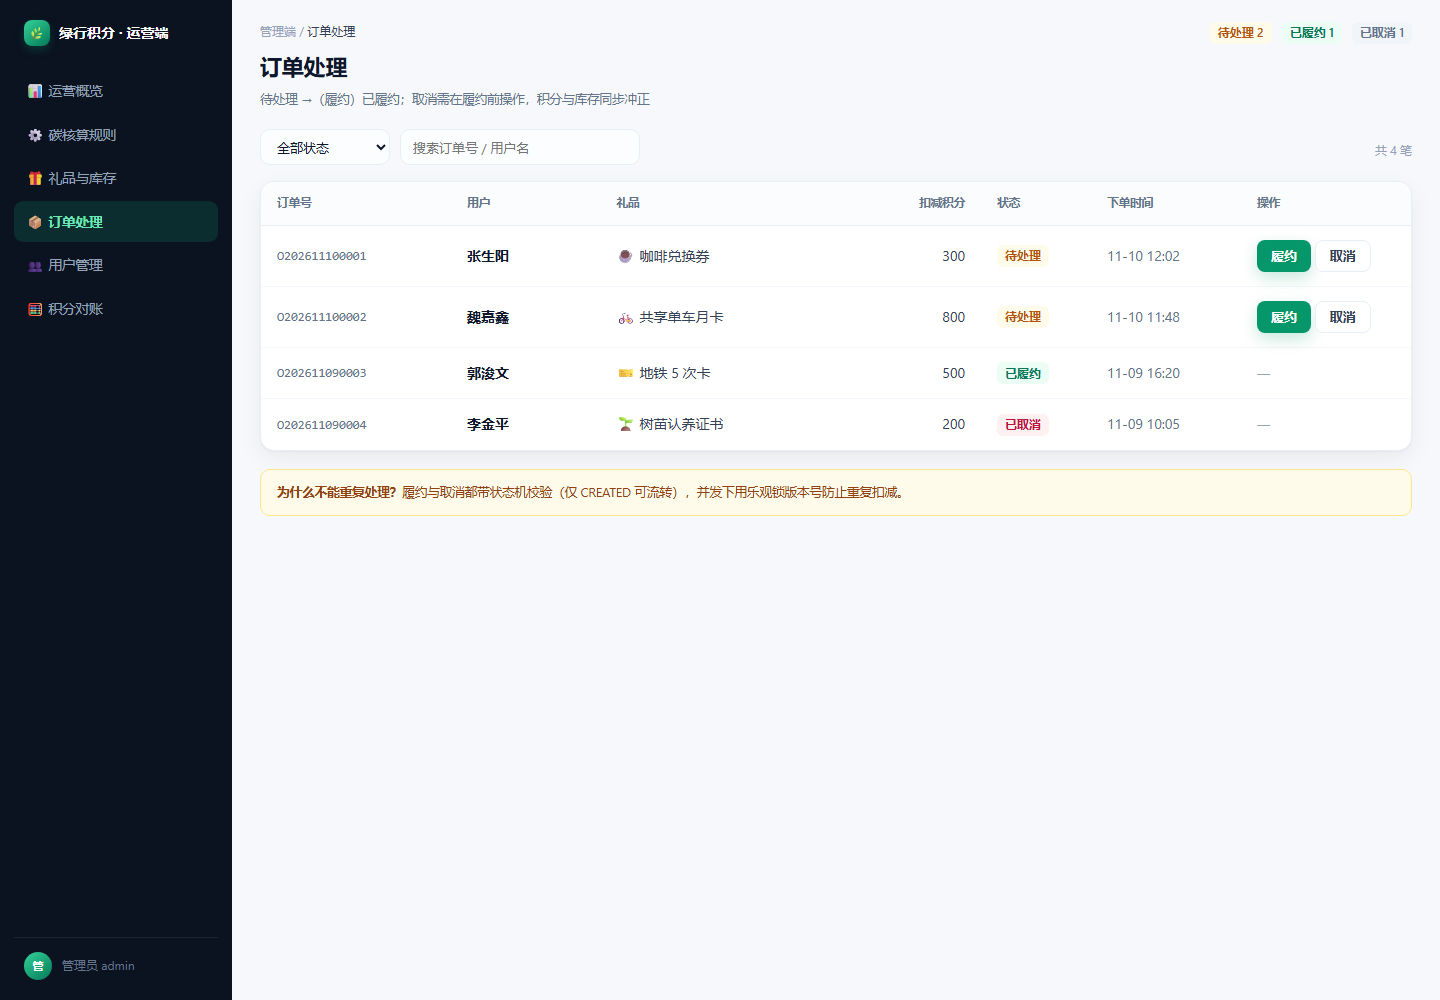 绿行积分 · 运营端
运营概览
碳核算规则
礼品与库存
订单处理
用户管理
积分对账
管 管理员 admin
管理端 / 订单处理
待处理 2 已履约 1 已取消 1
订单处理
待处理 →（履约）已履约；取消需在履约前操作，积分与库存同步冲正
全部状态 搜索订单号 / 用户名 共 4 笔
订单号 用户 礼品 扣减积分 状态 下单时间 操作
O202611100001 张生阳 咖啡兑换券 300 待处理 11-10 12:02 履约 取消
O202611100002 魏嘉鑫 共享单车月卡 800 待处理 11-10 11:48 履约 取消
O202611090003 郭浚文 地铁 5 次卡 500 已履约 11-09 16:20 —
O202611090004 李金平 树苗认养证书 200 已取消 11-09 10:05 —
为什么不能重复处理？履约与取消都带状态机校验（仅 CREATED 可流转），并发下用乐观锁版本号防止重复扣减。